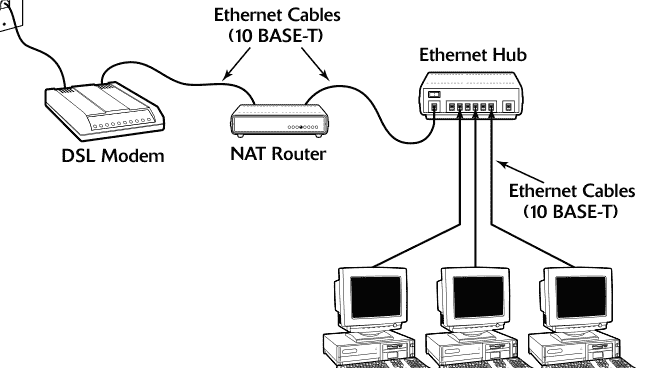 Ethernet Cables
(10 BASE-T)
Ethernet Hub
DSL Modem
NAT Router
Ethernet Cables
(10 BASE-T)